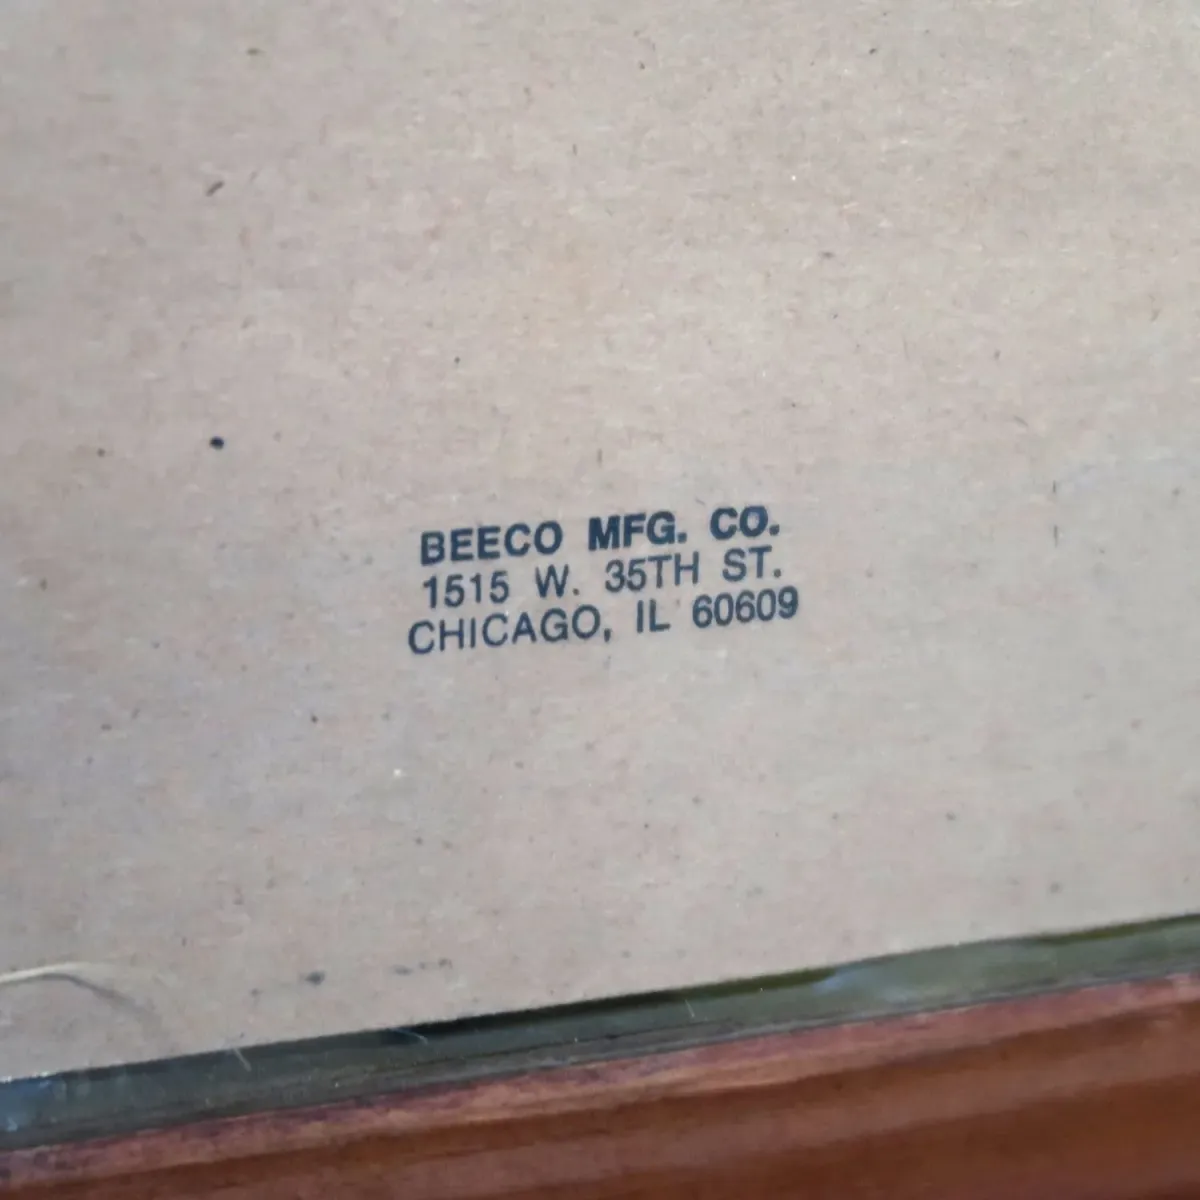 BEECO MFG. CO.
1515 W. 35TH ST.
CHICAGO, IL 60609